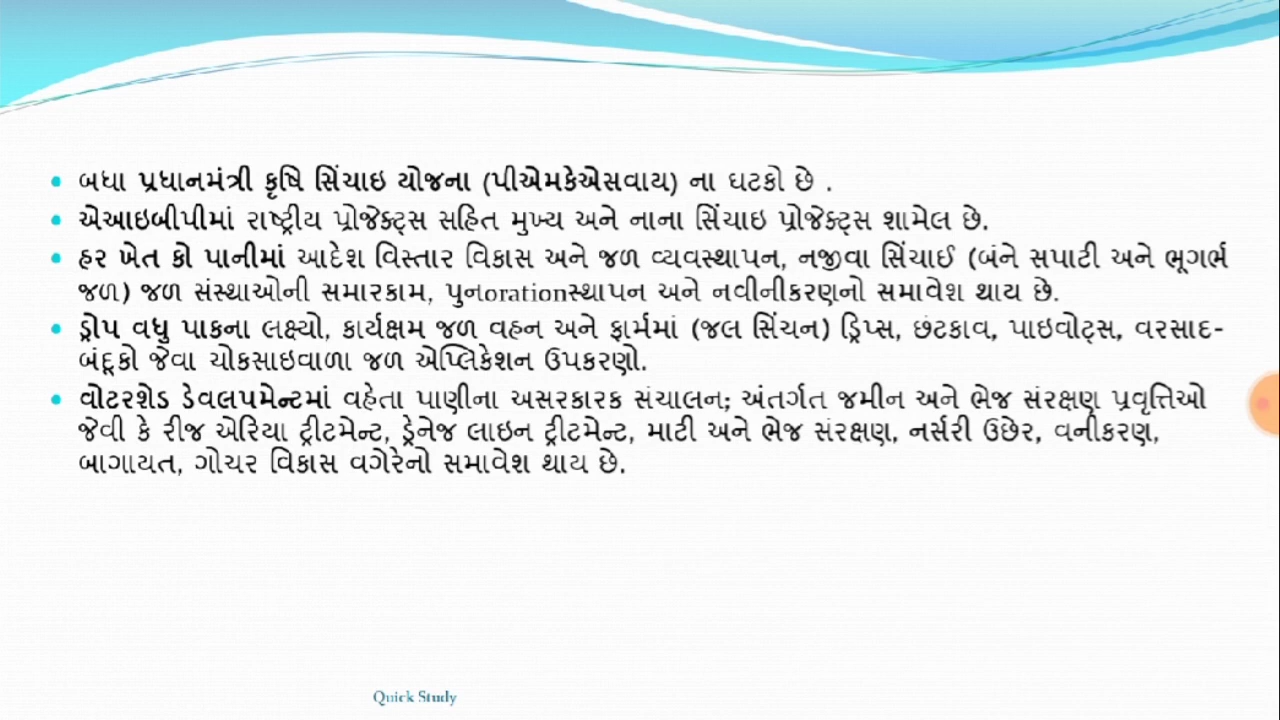 • બધા પ્રધાનમંત્રી કૃષિ સિંચાઇ યોજના (પીએમકેએસવાય) ના ઘટકો છે .
• એઆઇબીપીમાં રાષ્ટ્રીય પ્રોજેક્ટ્સ સહિત મુખ્ય અને નાના સિંચાઇ પ્રોજેક્ટ્સ શામેલ છે.
• હર ખેત કો પાનીમાં આદેશ વિસ્તાર વિકાસ અને જળ વ્યવસ્થાપન, નજીવા સિંચાઈ (બંને સપાટી અને ભૂગર્ભ
જળ) જળ સંસ્થાઓની સમારકામ, પુનorationસ્થાપન અને નવીનીકરણનો સમાવેશ થાય છે.
• ડ્રોપ વધુ પાકના લક્ષ્યો, કાર્યક્ષમ જળ વહન અને ફાર્મમાં (જલ સિંચન) ડ્રિપ્સ, છંટકાવ, પાઇવોટ્સ, વરસાદ-
બંદૂકો જેવા ચોકસાઇવાળા જળ એપ્લિકેશન ઉપકરણો.
• વોટરશેડ ડેવલપમેન્ટમાં વહેતા પાણીના અસરકારક સંચાલન; અંતર્ગત જમીન અને ભેજ સંરક્ષણ પ્રવૃત્તિઓ
જેવી કે રીજ એરિયા ટ્રીટમેન્ટ, ડ્રેનેજ લાઇન ટ્રીટમેન્ટ, માટી અને ભેજ સંરક્ષણ, નર્સરી ઉછેર, વનીકરણ,
બાગાયત, ગોચર વિકાસ વગેરેનો સમાવેશ થાય છે.
Quick Study